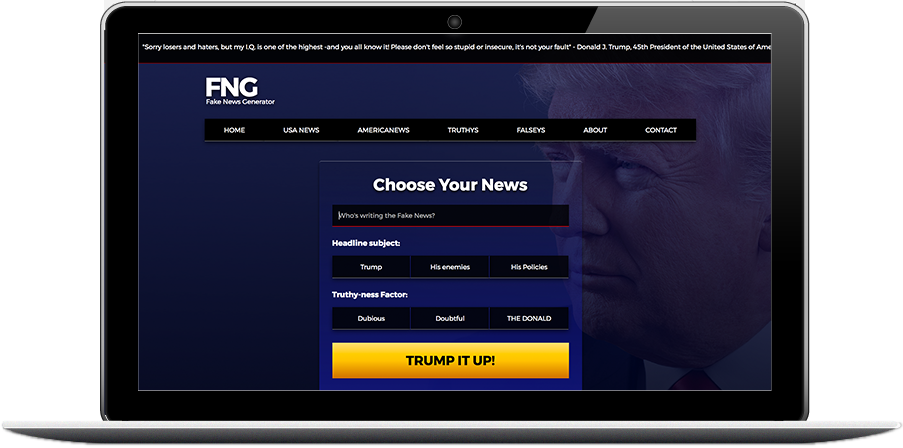 "Sorry losers and haters, but my I.Q, is one of the highest -and you all know it! Please don't feel so stupid or insecure, it's not your fault" - Donald J. Trump, 45th President of the United States of Ame
FNG
Fake News Generator
HOME USA NEWS AMERICANEWS TRUTHYS FALSEYS ABOUT CONTACT
Choose Your News
Who's writing the Fake News?
Headline subject:
Trump His enemies His Policies
Truthy-ness Factor:
Dubious Doubtful THE DONALD
TRUMP IT UP!